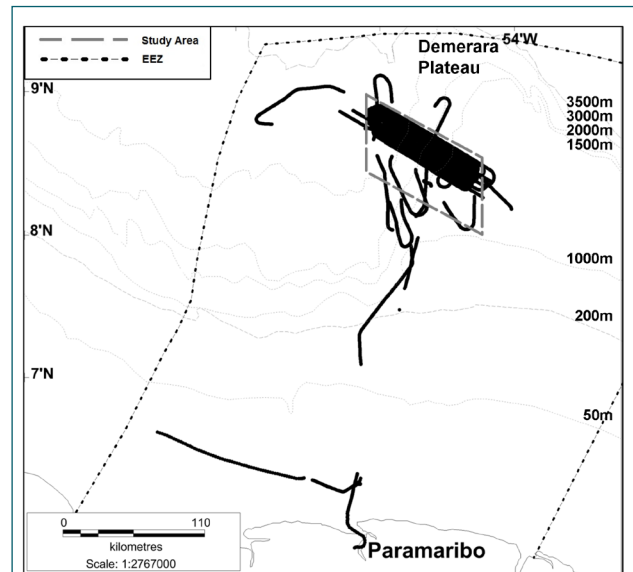 Study Area
EEZ
54'W
Demerara
Plateau
9'N
3500m
3000m
2000m
1500m
8'N
1000m
200m
7'N
50m
0 110
kilometres
Scale: 1:2767000
Paramaribo